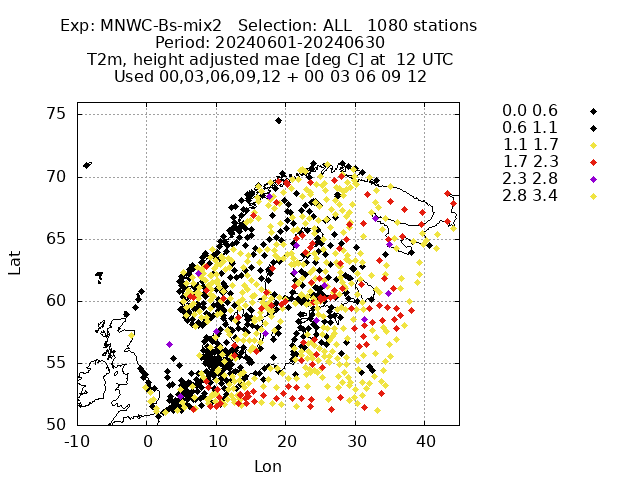 Exp: MNWC-Bs-mix2   Selection: ALL   1080 stations
Period: 20240601-20240630
T2m, height adjusted mae [deg C] at  12 UTC
Used 00,03,06,09,12 + 00 03 06 09 12
0.0 0.6
0.6 1.1
1.1 1.7
1.7 2.3
2.3 2.8
2.8 3.4
75
70
65
60
55
50
Lat
-10 0 10 20 30 40
Lon